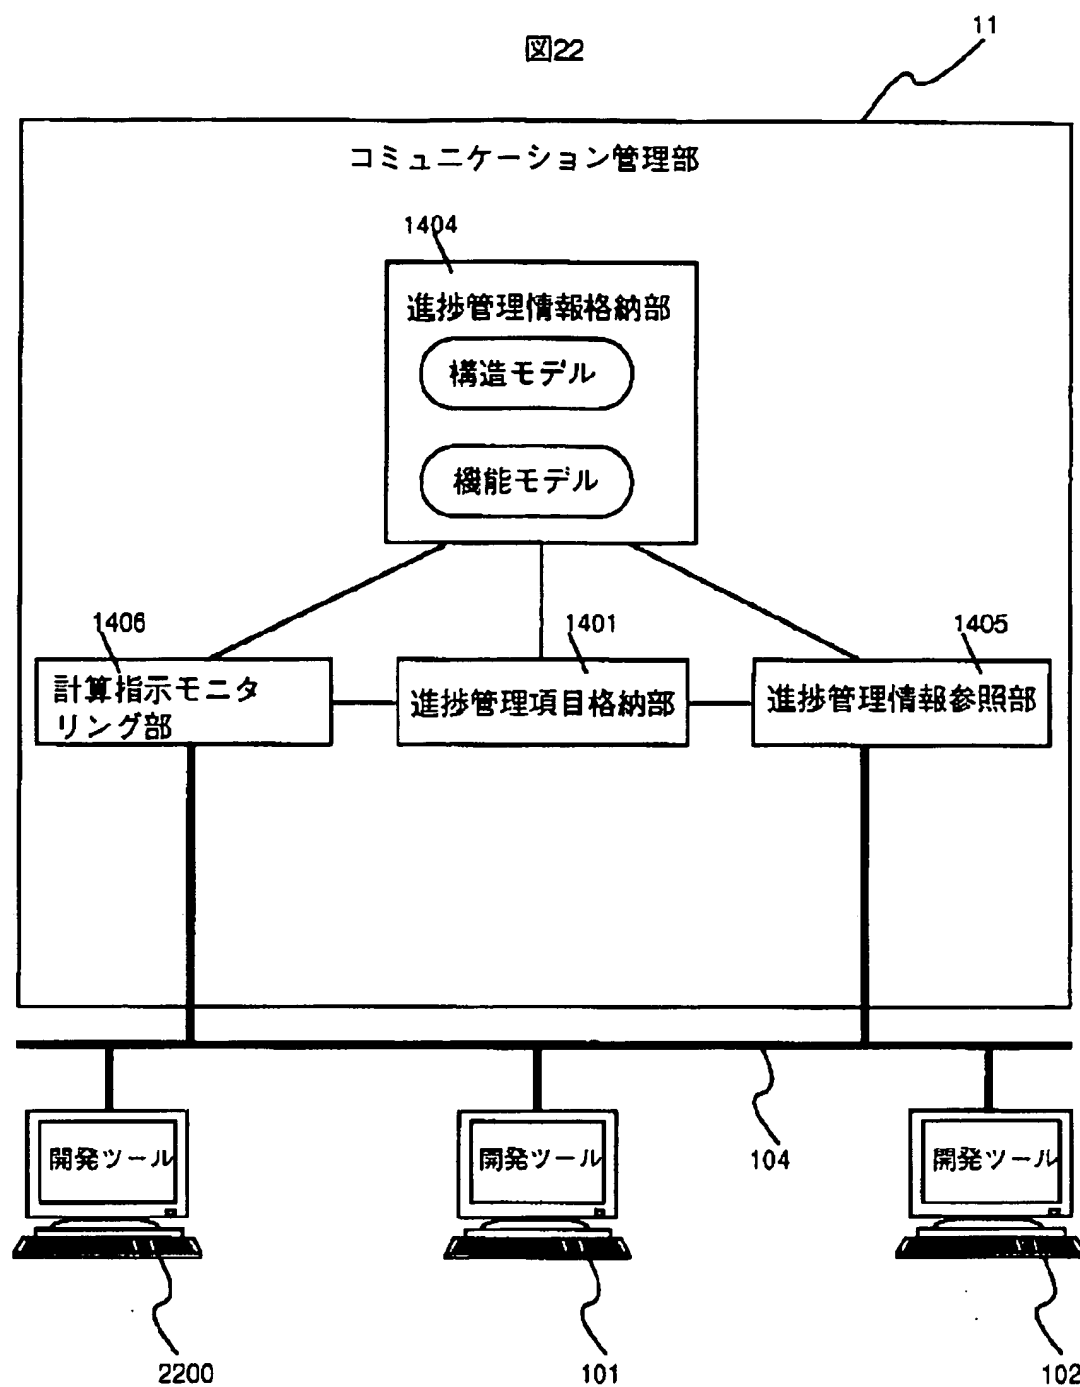 図22
11
コミュニケーション管理部
1404
進捗管理情報格納部
構造モデル
機能モデル
1406
1401
1405
計算指示モニタ
リング部
進捗管理項目格納部
進捗管理情報参照部
開発ツール
開発ツール
104
開発ツール
2200
101
102